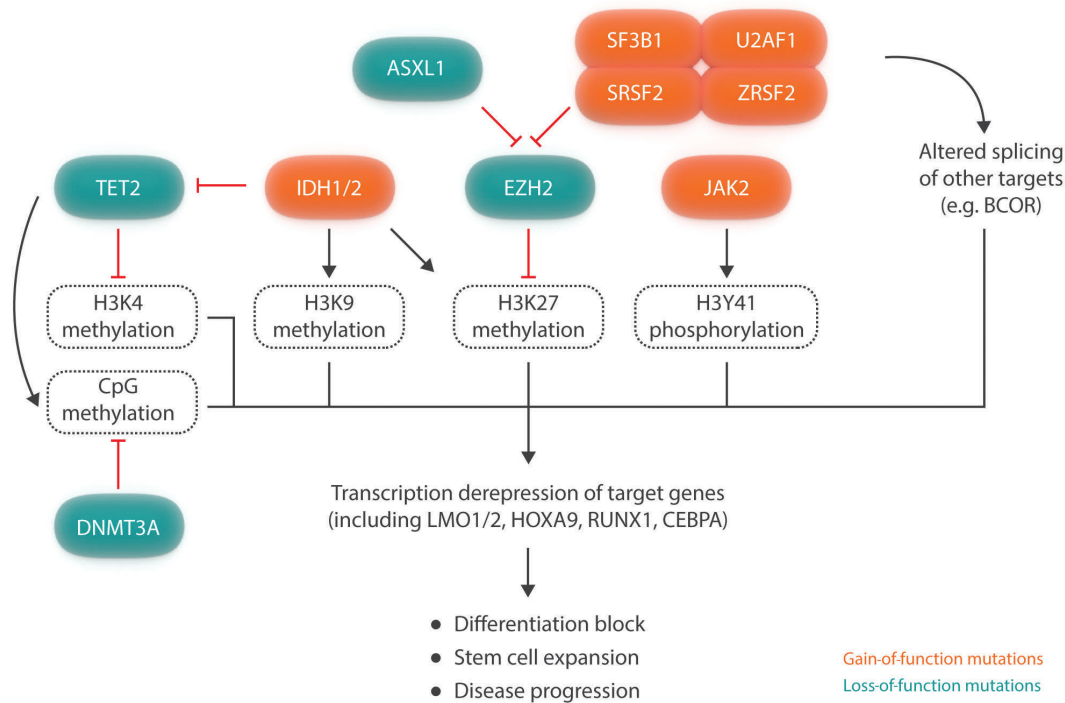 SF3B1
U2AF1
ASXL1
SRSF2
ZRSF2
Altered splicing
of other targets
(e.g. BCOR)
TET2
IDH1/2
EZH2
JAK2
H3K4
methylation
H3K9
methylation
H3K27
methylation
H3Y41
phosphorylation
CpG
methylation
DNMT3A
Transcription derepression of target genes
(including LMO1/2, HOXA9, RUNX1, CEBPA)
● Differentiation block
● Stem cell expansion
● Disease progression
Gain-of-function mutations
Loss-of-function mutations